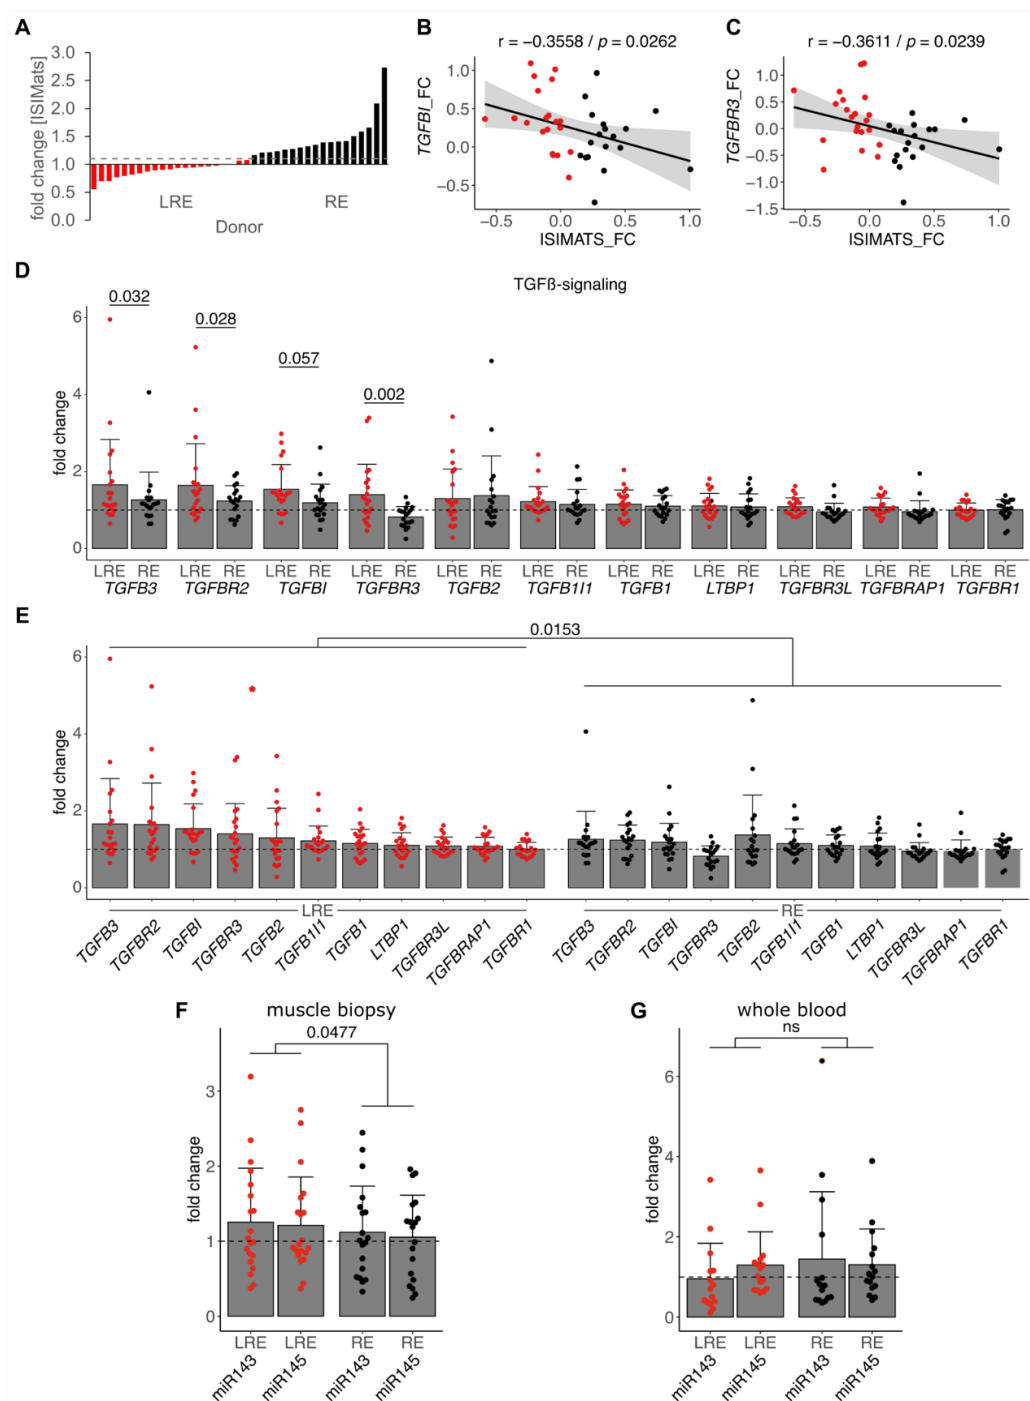 A
fold change [ISIMats]
3.0
2.5
2.0
1.5
1.0
0.5
0.0
LRE
RE
Donor
B
r = −0.3558 / p = 0.0262
TGFBI_FC
1.0
0.5
0.0
−0.5
−0.5
0.0
0.5
1.0
ISIMATS_FC
C
r = −0.3611 / p = 0.0239
TGFBR3_FC
1.0
0.5
0.0
−0.5
−1.0
−1.5
−0.5
0.0
0.5
1.0
ISIMATS_FC
D
TGFß-signaling
fold change
6
4
2
0
0.032
0.028
0.057
0.002
LRE RE LRE RE LRE RE LRE RE LRE RE LRE RE LRE RE LRE RE LRE RE LRE RE LRE RE
TGFB3 TGFBR2 TGFBI TGFBR3 TGFB2 TGFB1I1 TGFB1 LTBP1 TGFBR3L TGFBRAP1 TGFBR1
E
0.0153
fold change
6
4
2
0
LRE
RE
TGFB3 TGFBR2 TGFBI TGFBR3 TGFB2 TGFB1I1 TGFB1 LTBP1 TGFBR3L TGFBRAP1 TGFBR1
TGFB3 TGFBR2 TGFBI TGFBR3 TGFB2 TGFB1I1 TGFB1 LTBP1 TGFBR3L TGFBRAP1 TGFBR1
F
muscle biopsy
0.0477
fold change
3
2
1
0
LRE LRE RE RE
miR143 miR145 miR143 miR145
G
whole blood
ns
fold change
6
4
2
0
LRE LRE RE RE
miR143 miR145 miR143 miR145